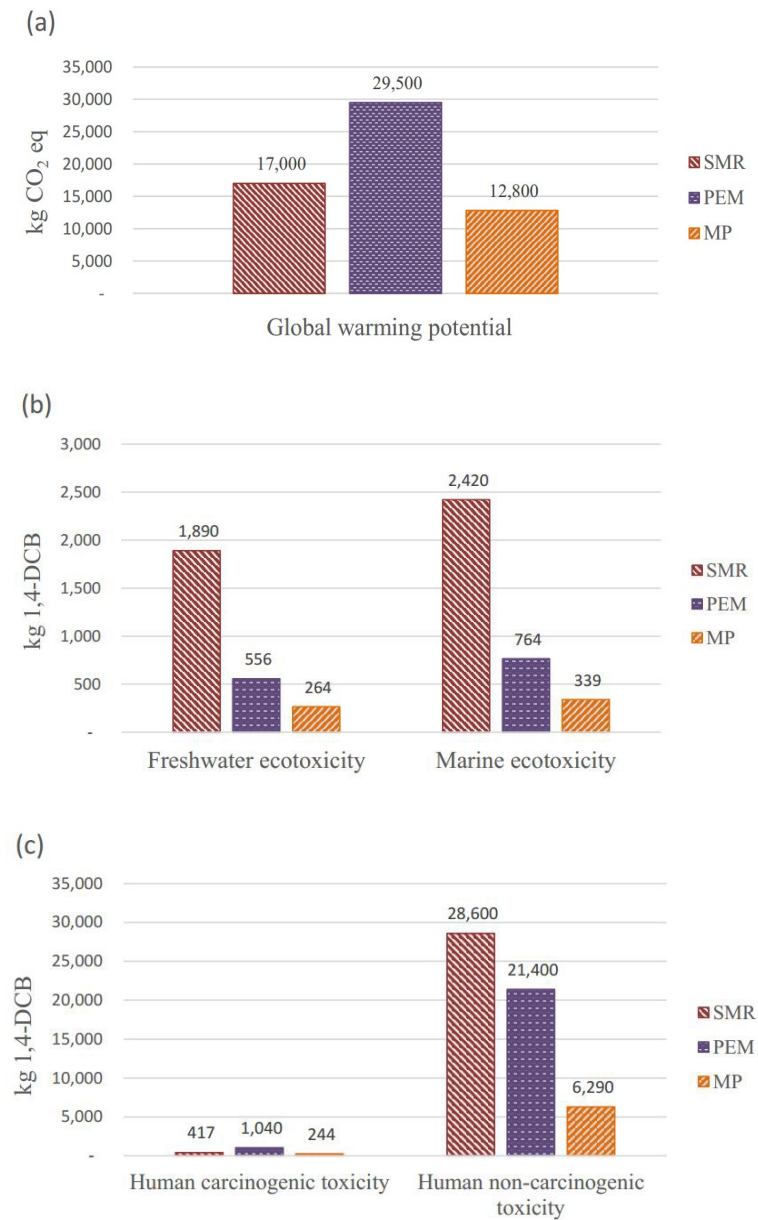 (a)
35,000
30,000
25,000
20,000
15,000
10,000
5,000
-
kg CO₂ eq
29,500
17,000
12,800
SMR
PEM
MP
Global warming potential
(b)
3,000
2,500
2,000
1,500
1,000
500
-
kg 1,4-DCB
1,890
556
264
2,420
764
339
SMR
PEM
MP
Freshwater ecotoxicity
Marine ecotoxicity
(c)
35,000
30,000
25,000
20,000
15,000
10,000
5,000
-
kg 1,4-DCB
417
1,040
244
28,600
21,400
6,290
SMR
PEM
MP
Human carcinogenic toxicity
Human non-carcinogenic
toxicity